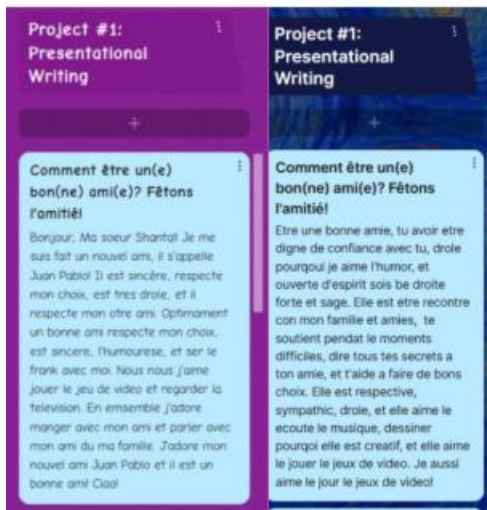 Project #1:
Presentational
Writing
+
Comment être un(e)
bon(ne) ami(e)? Fêtons
l'amitié!
Bonjour, Ma soeur Shantal! Je me
suis fait un nouvel ami, il s'appelle
Juan Pablo! Il est sincère, respecte
mon choix, est tres drole, et il
respecte mon otre ami. Optimament
un bonne ami respecte mon choix,
est sincere, l'humourese, et ser le
frank avec moi. Nous nous j'aime
jouer le jeu de video et regarder la
television. En emsemble j'adore
manger avec mon ami et parler avec
mon ami du ma famille. J'adore mon
nouvel ami Juan Pablo et il est un
bonne ami! Ciao!
Project #1:
Presentational
Writing
+
Comment être un(e)
bon(ne) ami(e)? Fêtons
l'amitié!
Etre une bonne amie, tu avoir etre
digne de confiance avec tu, drole
pourqoui je aime l'humor, et
ouverte d'esprit sois be droite
forte et sage. Elle est etre recontre
con mon famille et amies, te
soutient pendat le moments
difficiles, dire tous tes secrets a
ton amie, et t'aide a faire de bons
choix. Elle est respective,
sympathic, drole, et elle aime le
ecoute le musique, dessiner
pourqoi elle est creatif, et elle aime
le jouer le jeux de video. Je aussi
aime le jour le jeux de video!